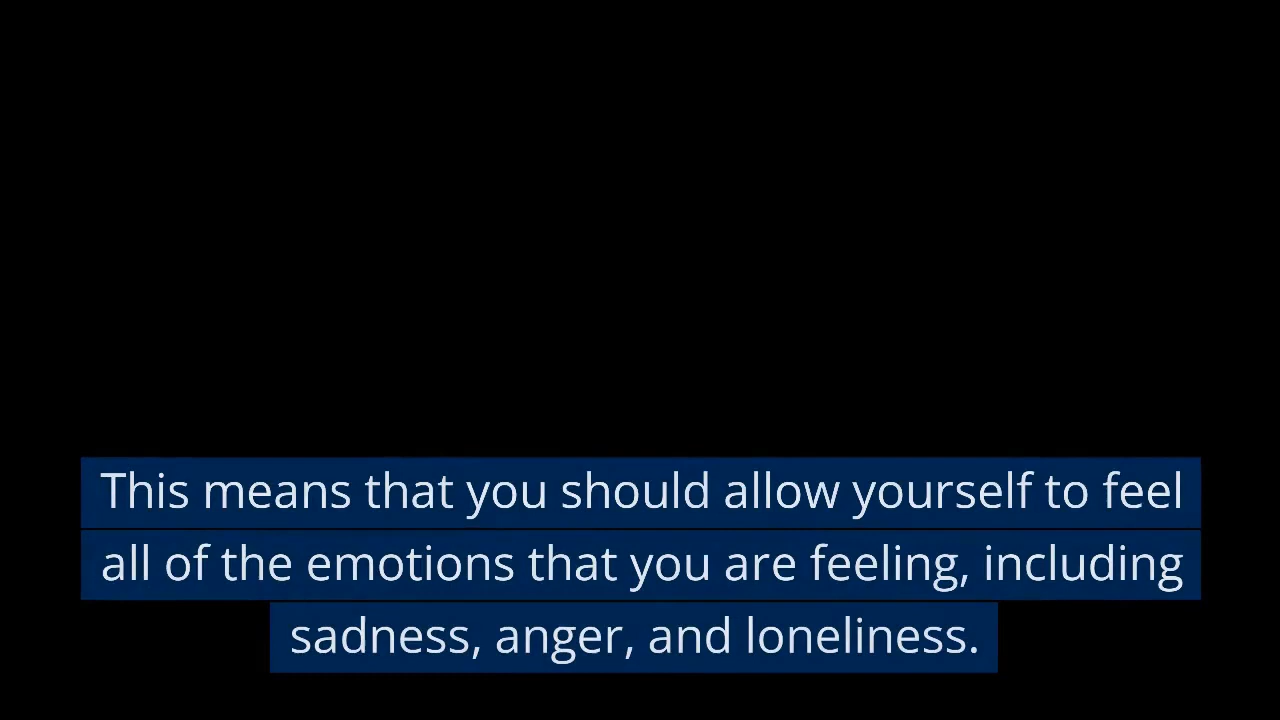 This means that you should allow yourself to feel
all of the emotions that you are feeling, including
sadness, anger, and loneliness.